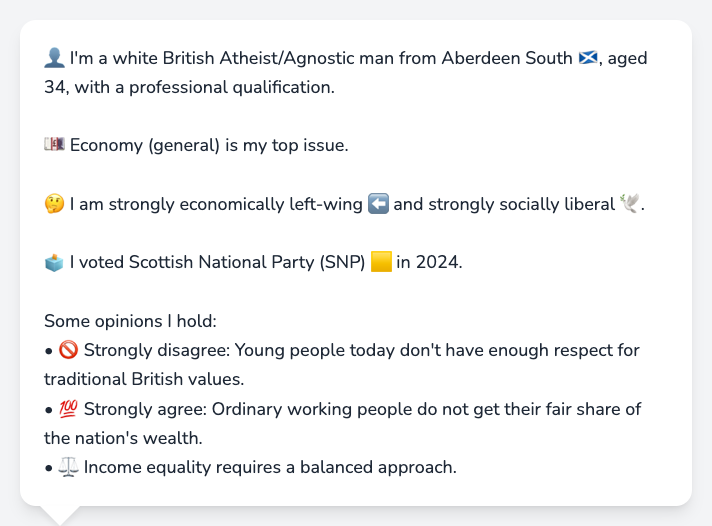 👤 I'm a white British Atheist/Agnostic man from Aberdeen South 🏴󠁧󠁢󠁳󠁣󠁴󠁿, aged
34, with a professional qualification.
💷 Economy (general) is my top issue.
🤔 I am strongly economically left-wing ⬅️ and strongly socially liberal 🕊️.
🗳️ I voted Scottish National Party (SNP) 🟨 in 2024.
Some opinions I hold:
• 🚫 Strongly disagree: Young people today don't have enough respect for
traditional British values.
• 💯 Strongly agree: Ordinary working people do not get their fair share of
the nation's wealth.
• ⚖️ Income equality requires a balanced approach.